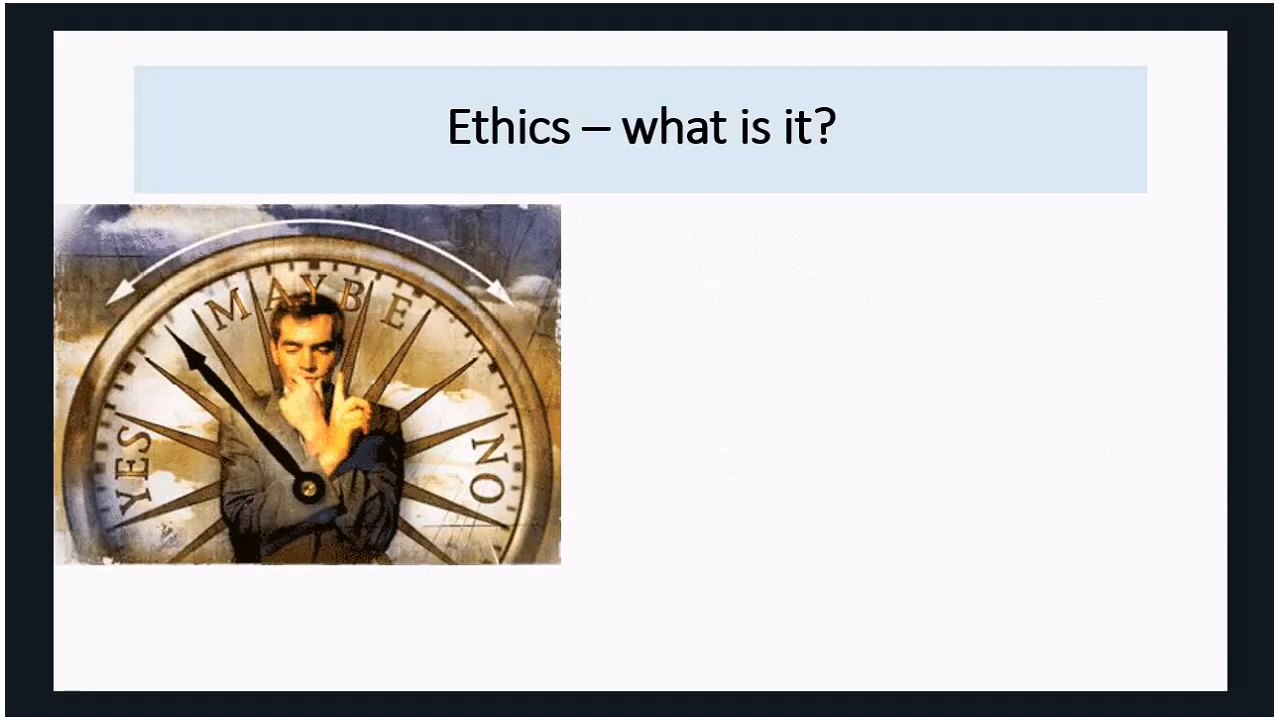 Ethics – what is it?
MAYBE
YES
NO